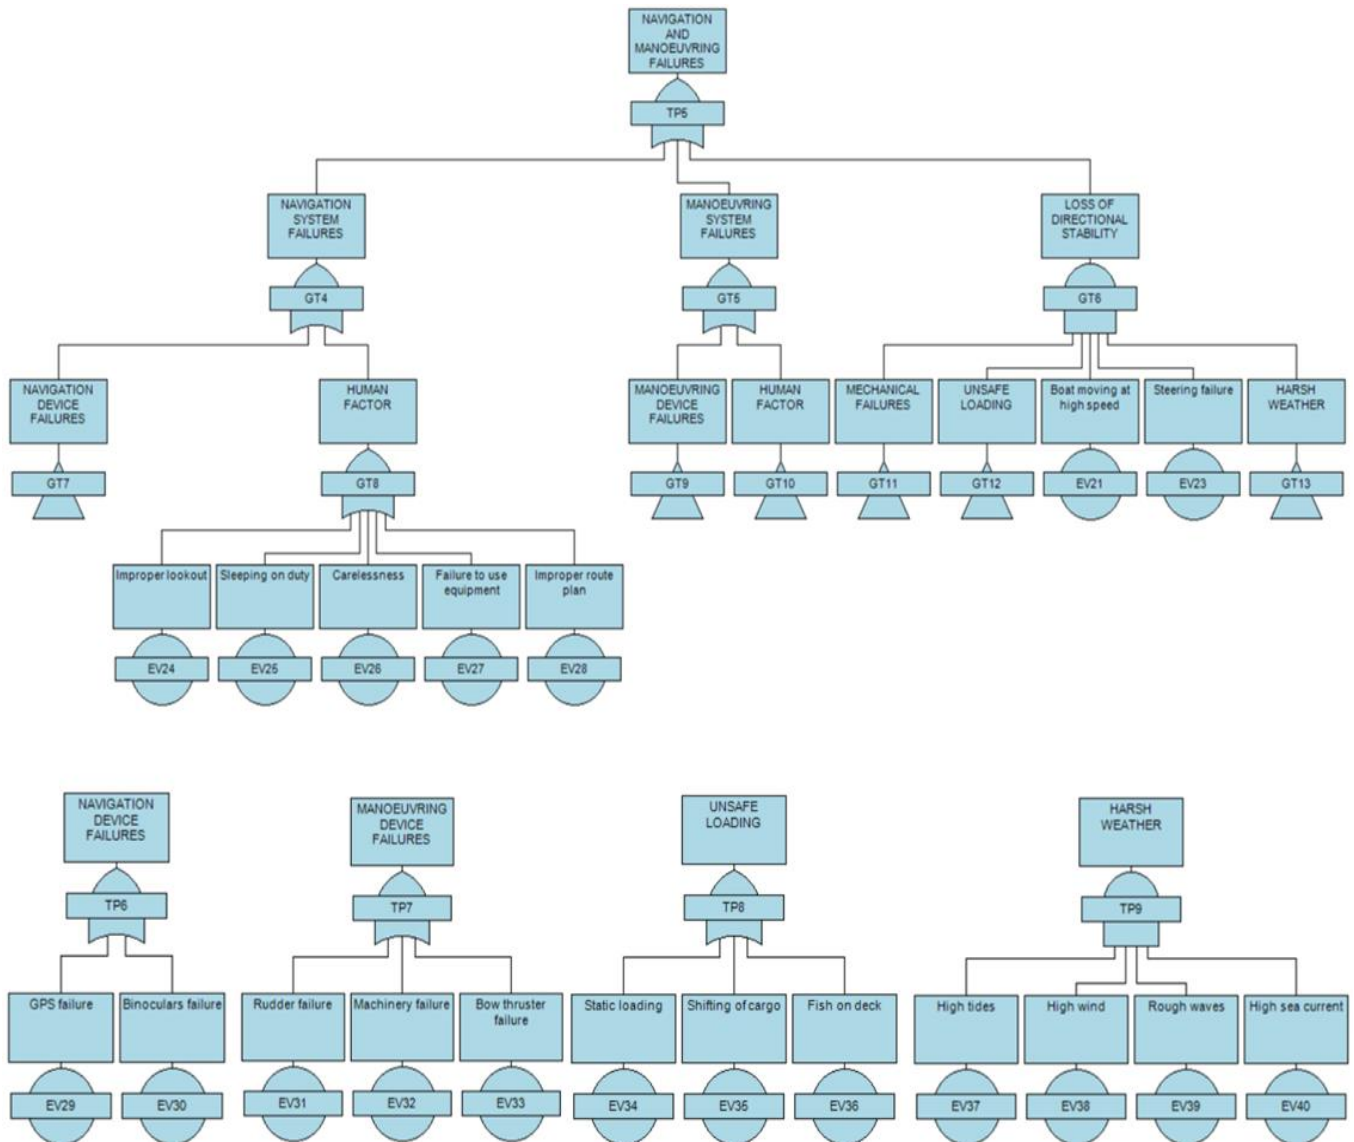 NAVIGATION
AND
MANOEUVRING
FAILURES
TP5
NAVIGATION
SYSTEM
FAILURES
MANOEUVRING
SYSTEM
FAILURES
LOSS OF
DIRECTIONAL
STABILITY
GT4
GT5
GT6
NAVIGATION
DEVICE
FAILURES
HUMAN
FACTOR
MANOEUVRING
DEVICE
FAILURES
HUMAN
FACTOR
MECHANICAL
FAILURES
UNSAFE
LOADING
Boat moving at
high speed
Steering failure
HARSH
WEATHER
GT7
GT8
GT9
GT10
GT11
GT12
EV21
EV23
GT13
Improper lookout
Sleeping on duty
Carelessness
Failure to use
equipment
Improper route
plan
EV24
EV25
EV26
EV27
EV28
NAVIGATION
DEVICE
FAILURES
MANOEUVRING
DEVICE
FAILURES
UNSAFE
LOADING
HARSH
WEATHER
TP6
TP7
TP8
TP9
GPS failure
Binoculars failure
Rudder failure
Machinery failure
Bow thruster
failure
Static loading
Shifting of cargo
Fish on deck
High tides
High wind
Rough waves
High sea current
EV29
EV30
EV31
EV32
EV33
EV34
EV35
EV36
EV37
EV38
EV39
EV40